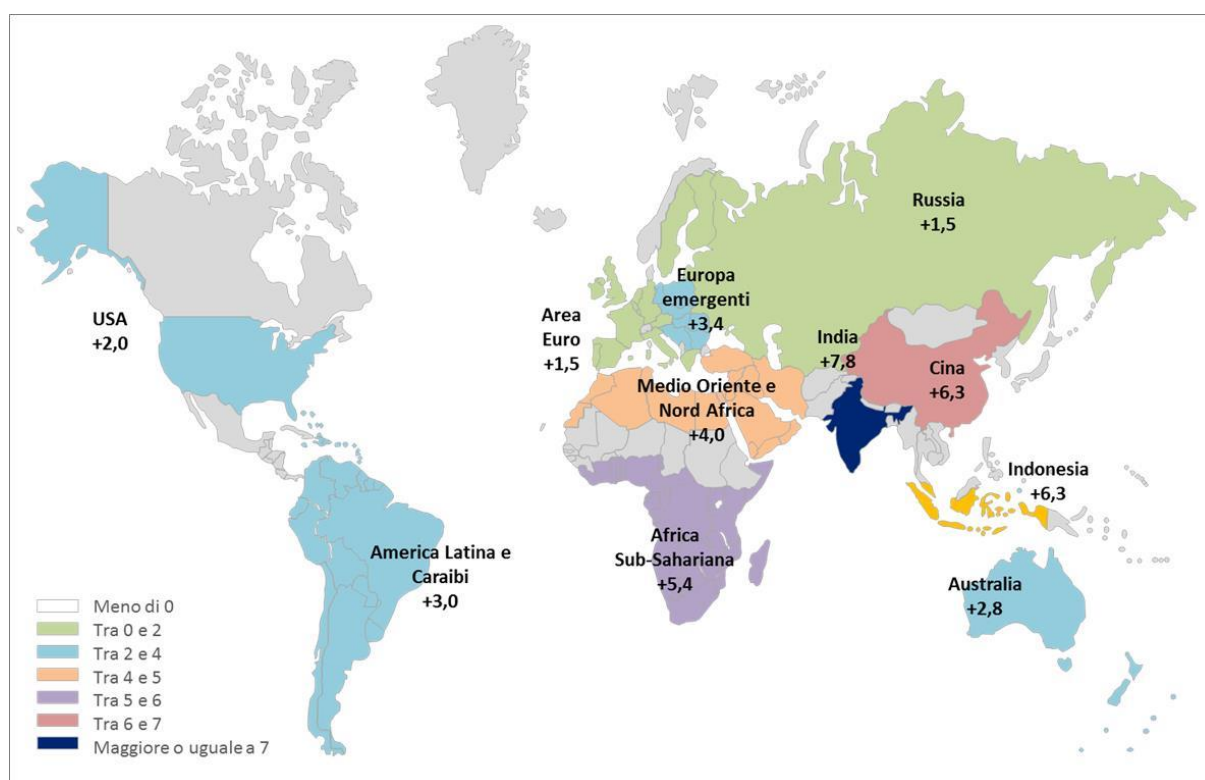 Russia
+1,5
Europa
emergenti
+3,4
USA
+2,0
Area
Euro
+1,5
India
+7,8
Cina
+6,3
Medio Oriente e
Nord Africa
+4,0
Indonesia
+6,3
Africa
Sub-Sahariana
+5,4
America Latina e
Caraibi
+3,0
Australia
+2,8
Meno di 0
Tra 0 e 2
Tra 2 e 4
Tra 4 e 5
Tra 5 e 6
Tra 6 e 7
Maggiore o uguale a 7